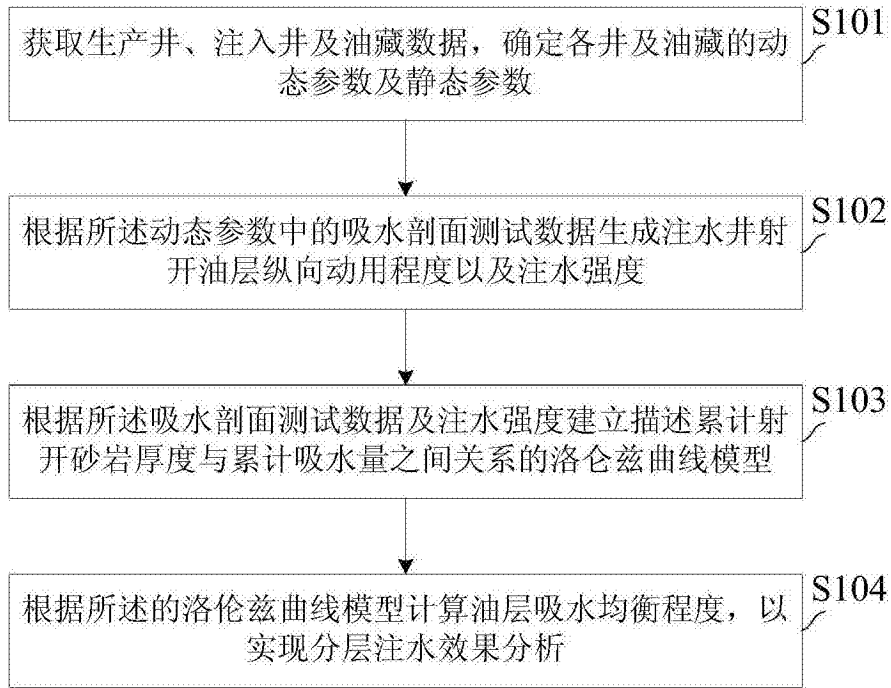 获取生产井、注入井及油藏数据，确定各井及油藏的动
态参数及静态参数
S101
根据所述动态参数中的吸水剖面测试数据生成注水井射
开油层纵向动用程度以及注水强度
S102
根据所述吸水剖面测试数据及注水强度建立描述累计射
开砂岩厚度与累计吸水量之间关系的洛仑兹曲线模型
S103
根据所述的洛伦兹曲线模型计算油层吸水均衡程度，以
实现分层注水效果分析
S104